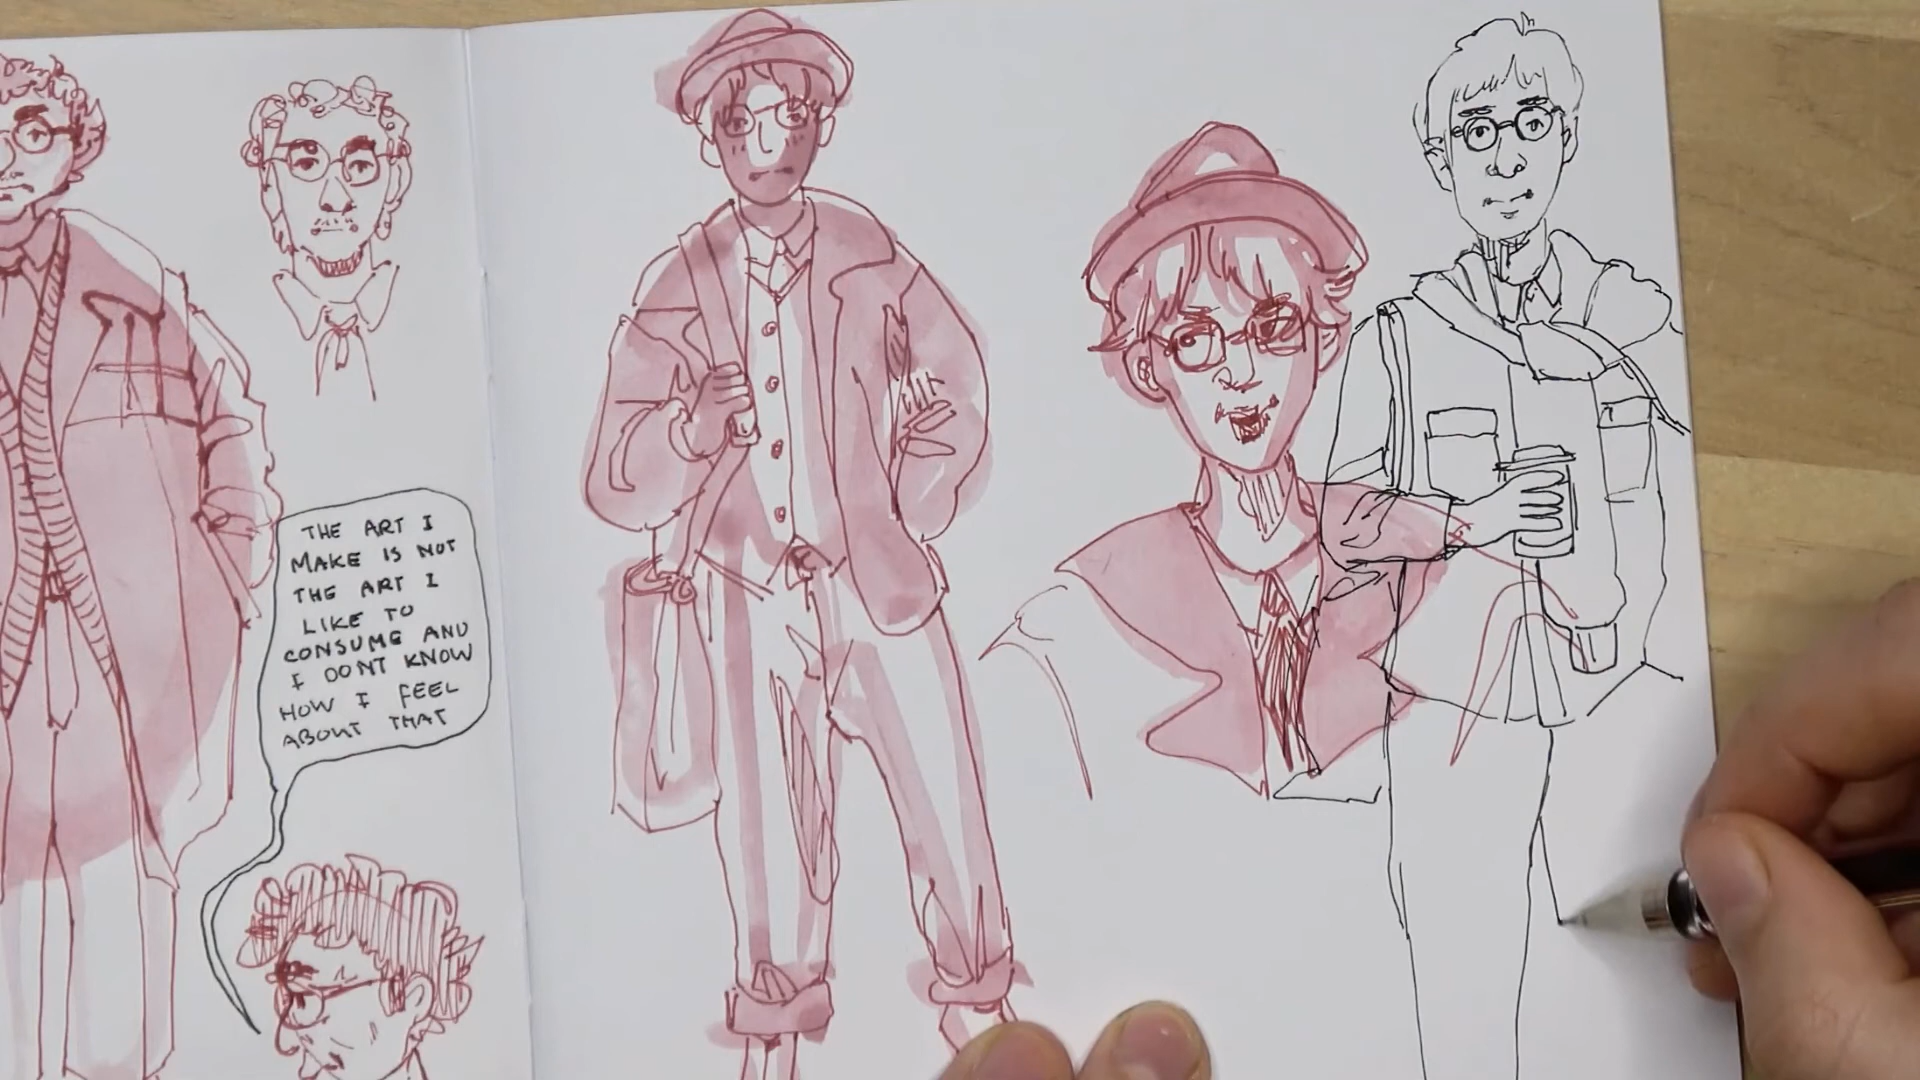 THE ART I
MAKE IS NOT
THE ART I
LIKE TO
CONSUME AND
I DONT KNOW
HOW I FEEL
ABOUT THAT